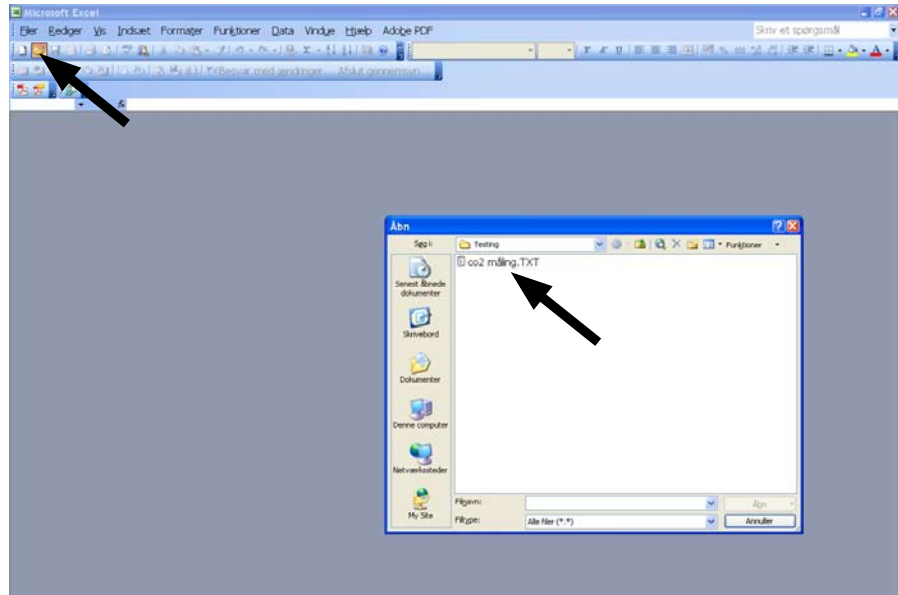 Microsoft Excel
Filer Rediger Vis Indsæt Formater Funktioner Data Vindue Hjælp Adobe PDF
Skriv et spørgsmål
Besvar med ændringer... Afslut gennemsyn...
Åbn
Søg i:
Testing
Funktioner
co2 måling.TXT
Senest åbnede
dokumenter
Skrivebord
Dokumenter
Denne computer
Netværkssteder
My Site
Filnavn:
Åbn
Filtype:
Alle filer (*.*)
Annuller